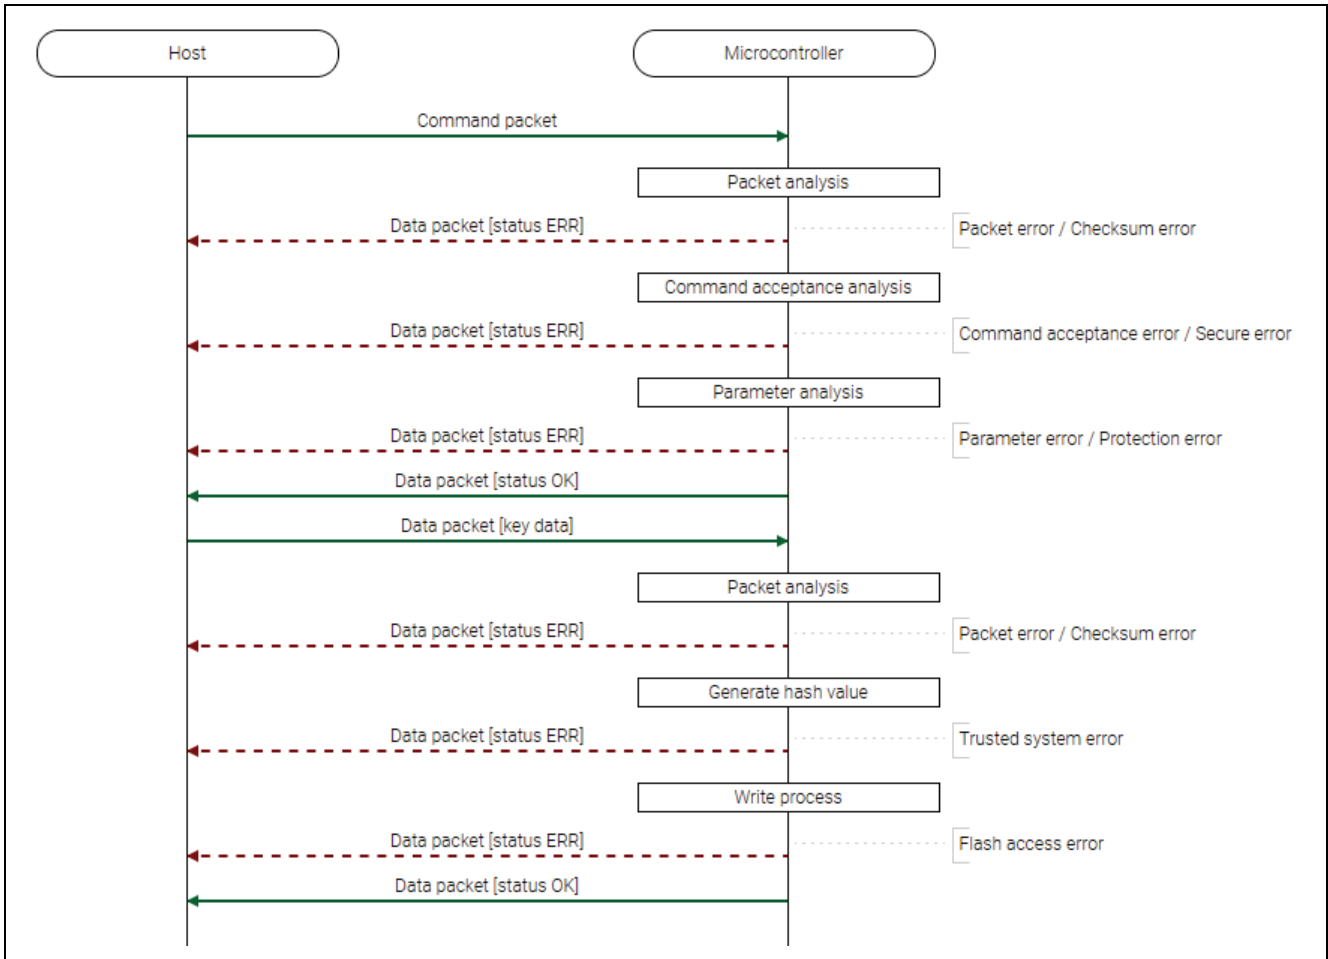 Host
Microcontroller
Command packet
Packet analysis
Data packet [status ERR]
Packet error / Checksum error
Command acceptance analysis
Data packet [status ERR]
Command acceptance error / Secure error
Parameter analysis
Data packet [status ERR]
Parameter error / Protection error
Data packet [status OK]
Data packet [key data]
Packet analysis
Data packet [status ERR]
Packet error / Checksum error
Generate hash value
Data packet [status ERR]
Trusted system error
Write process
Data packet [status ERR]
Flash access error
Data packet [status OK]